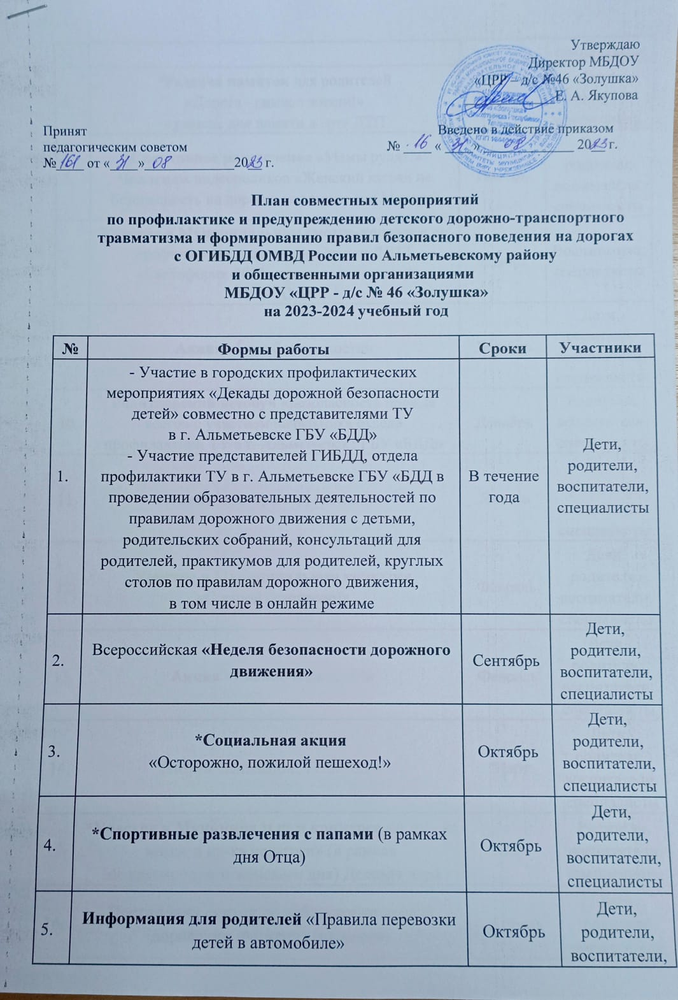 Утверждаю
Директор МБДОУ
«ЦРР – д/с №46 «Золушка»
Е. А. Якупова
Принят
педагогическим советом
№ 161 от « 31 » 08 2023 г.
Введено в действие приказом
№ 16 « 31 » 08 2023 г.
План совместных мероприятий
по профилактике и предупреждению детского дорожно-транспортного
травматизма и формированию правил безопасного поведения на дорогах
с ОГИБДД ОМВД России по Альметьевскому району
и общественными организациями
МБДОУ «ЦРР - д/с № 46 «Золушка»
на 2023-2024 учебный год
№ Формы работы Сроки Участники
1.
- Участие в городских профилактических
мероприятиях «Декады дорожной безопасности
детей» совместно с представителями ТУ
в г. Альметьевске ГБУ «БДД»
- Участие представителей ГИБДД, отдела
профилактики ТУ в г. Альметьевске ГБУ «БДД в
проведении образовательных деятельностей по
правилам дорожного движения с детьми,
родительских собраний, консультаций для
родителей, практикумов для родителей, круглых
столов по правилам дорожного движения,
в том числе в онлайн режиме
В течение
года
Дети,
родители,
воспитатели,
специалисты
2.
Всероссийская «Неделя безопасности дорожного
движения»
Сентябрь
Дети,
родители,
воспитатели,
специалисты
3.
*Социальная акция
«Осторожно, пожилой пешеход!»
Октябрь
Дети,
родители,
воспитатели,
специалисты
4.
*Спортивные развлечения с папами (в рамках
дня Отца)
Октябрь
Дети,
родители,
воспитатели,
специалисты
5.
Информация для родителей «Правила перевозки
детей в автомобиле»
Октябрь
Дети,
родители,
воспитатели,